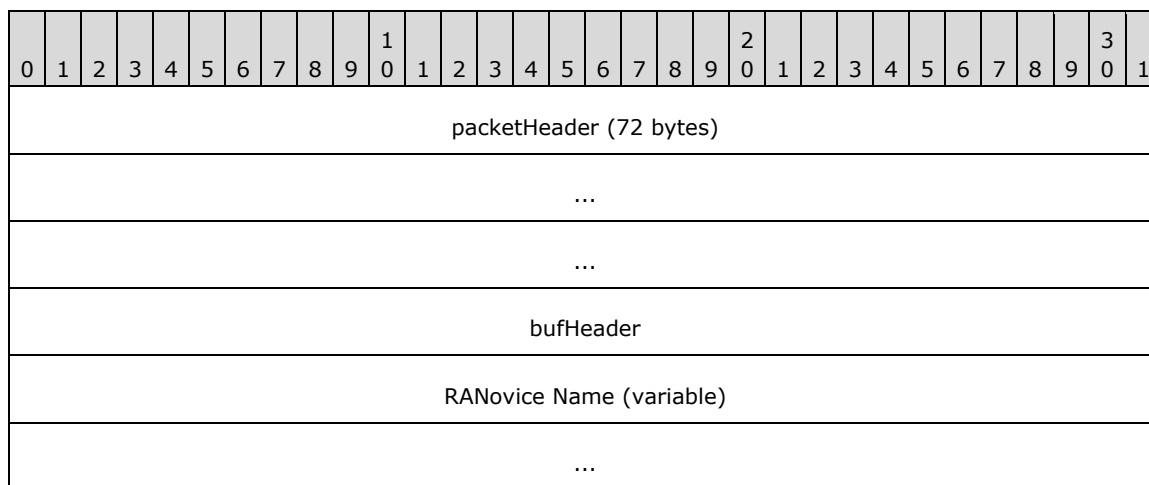 1 2 3
0 1 2 3 4 5 6 7 8 9 0 1 2 3 4 5 6 7 8 9 0 1 2 3 4 5 6 7 8 9 0 1
packetHeader (72 bytes)
...
...
bufHeader
RANovice Name (variable)
...